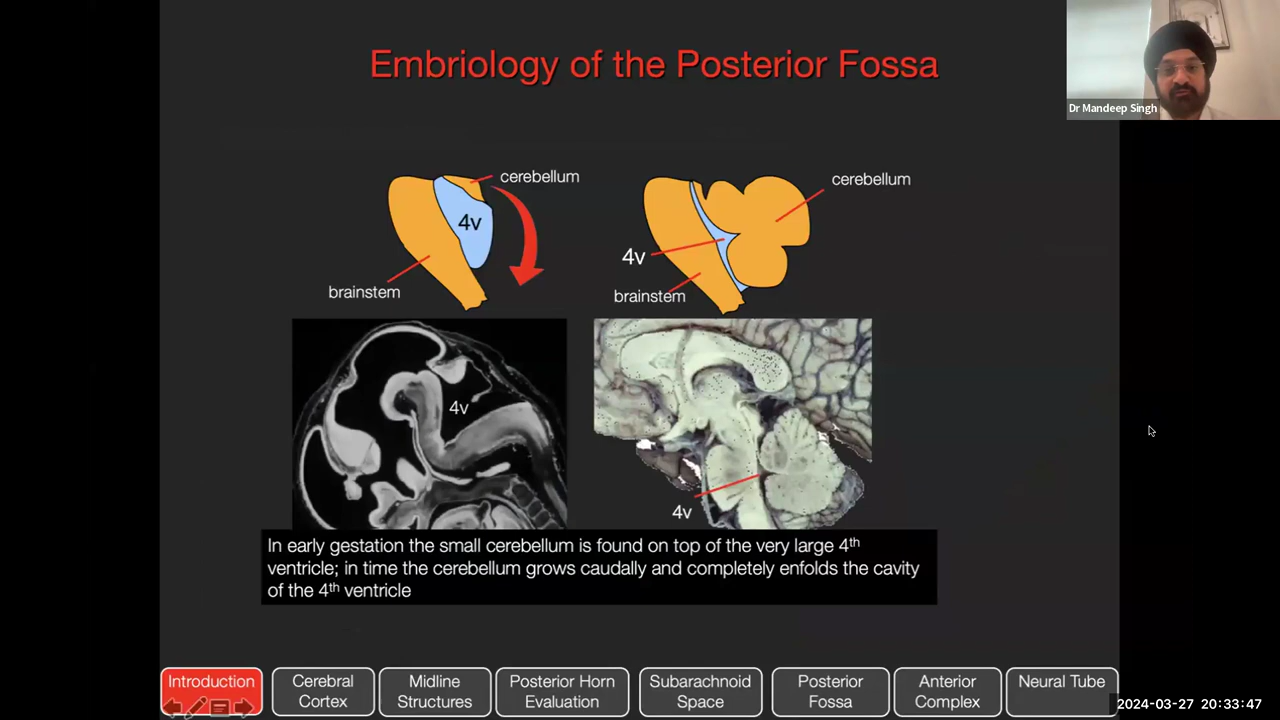 Embriology of the Posterior Fossa
Dr Mandeep Singh
cerebellum
4v
brainstem
cerebellum
4v
brainstem
4v
4v
In early gestation the small cerebellum is found on top of the very large 4th
ventricle; in time the cerebellum grows caudally and completely enfolds the cavity
of the 4th ventricle
Introduction
Cerebral
Cortex
Midline
Structures
Posterior Horn
Evaluation
Subarachnoid
Space
Posterior
Fossa
Anterior
Complex
Neural Tube
2024-03-27 20:33:47